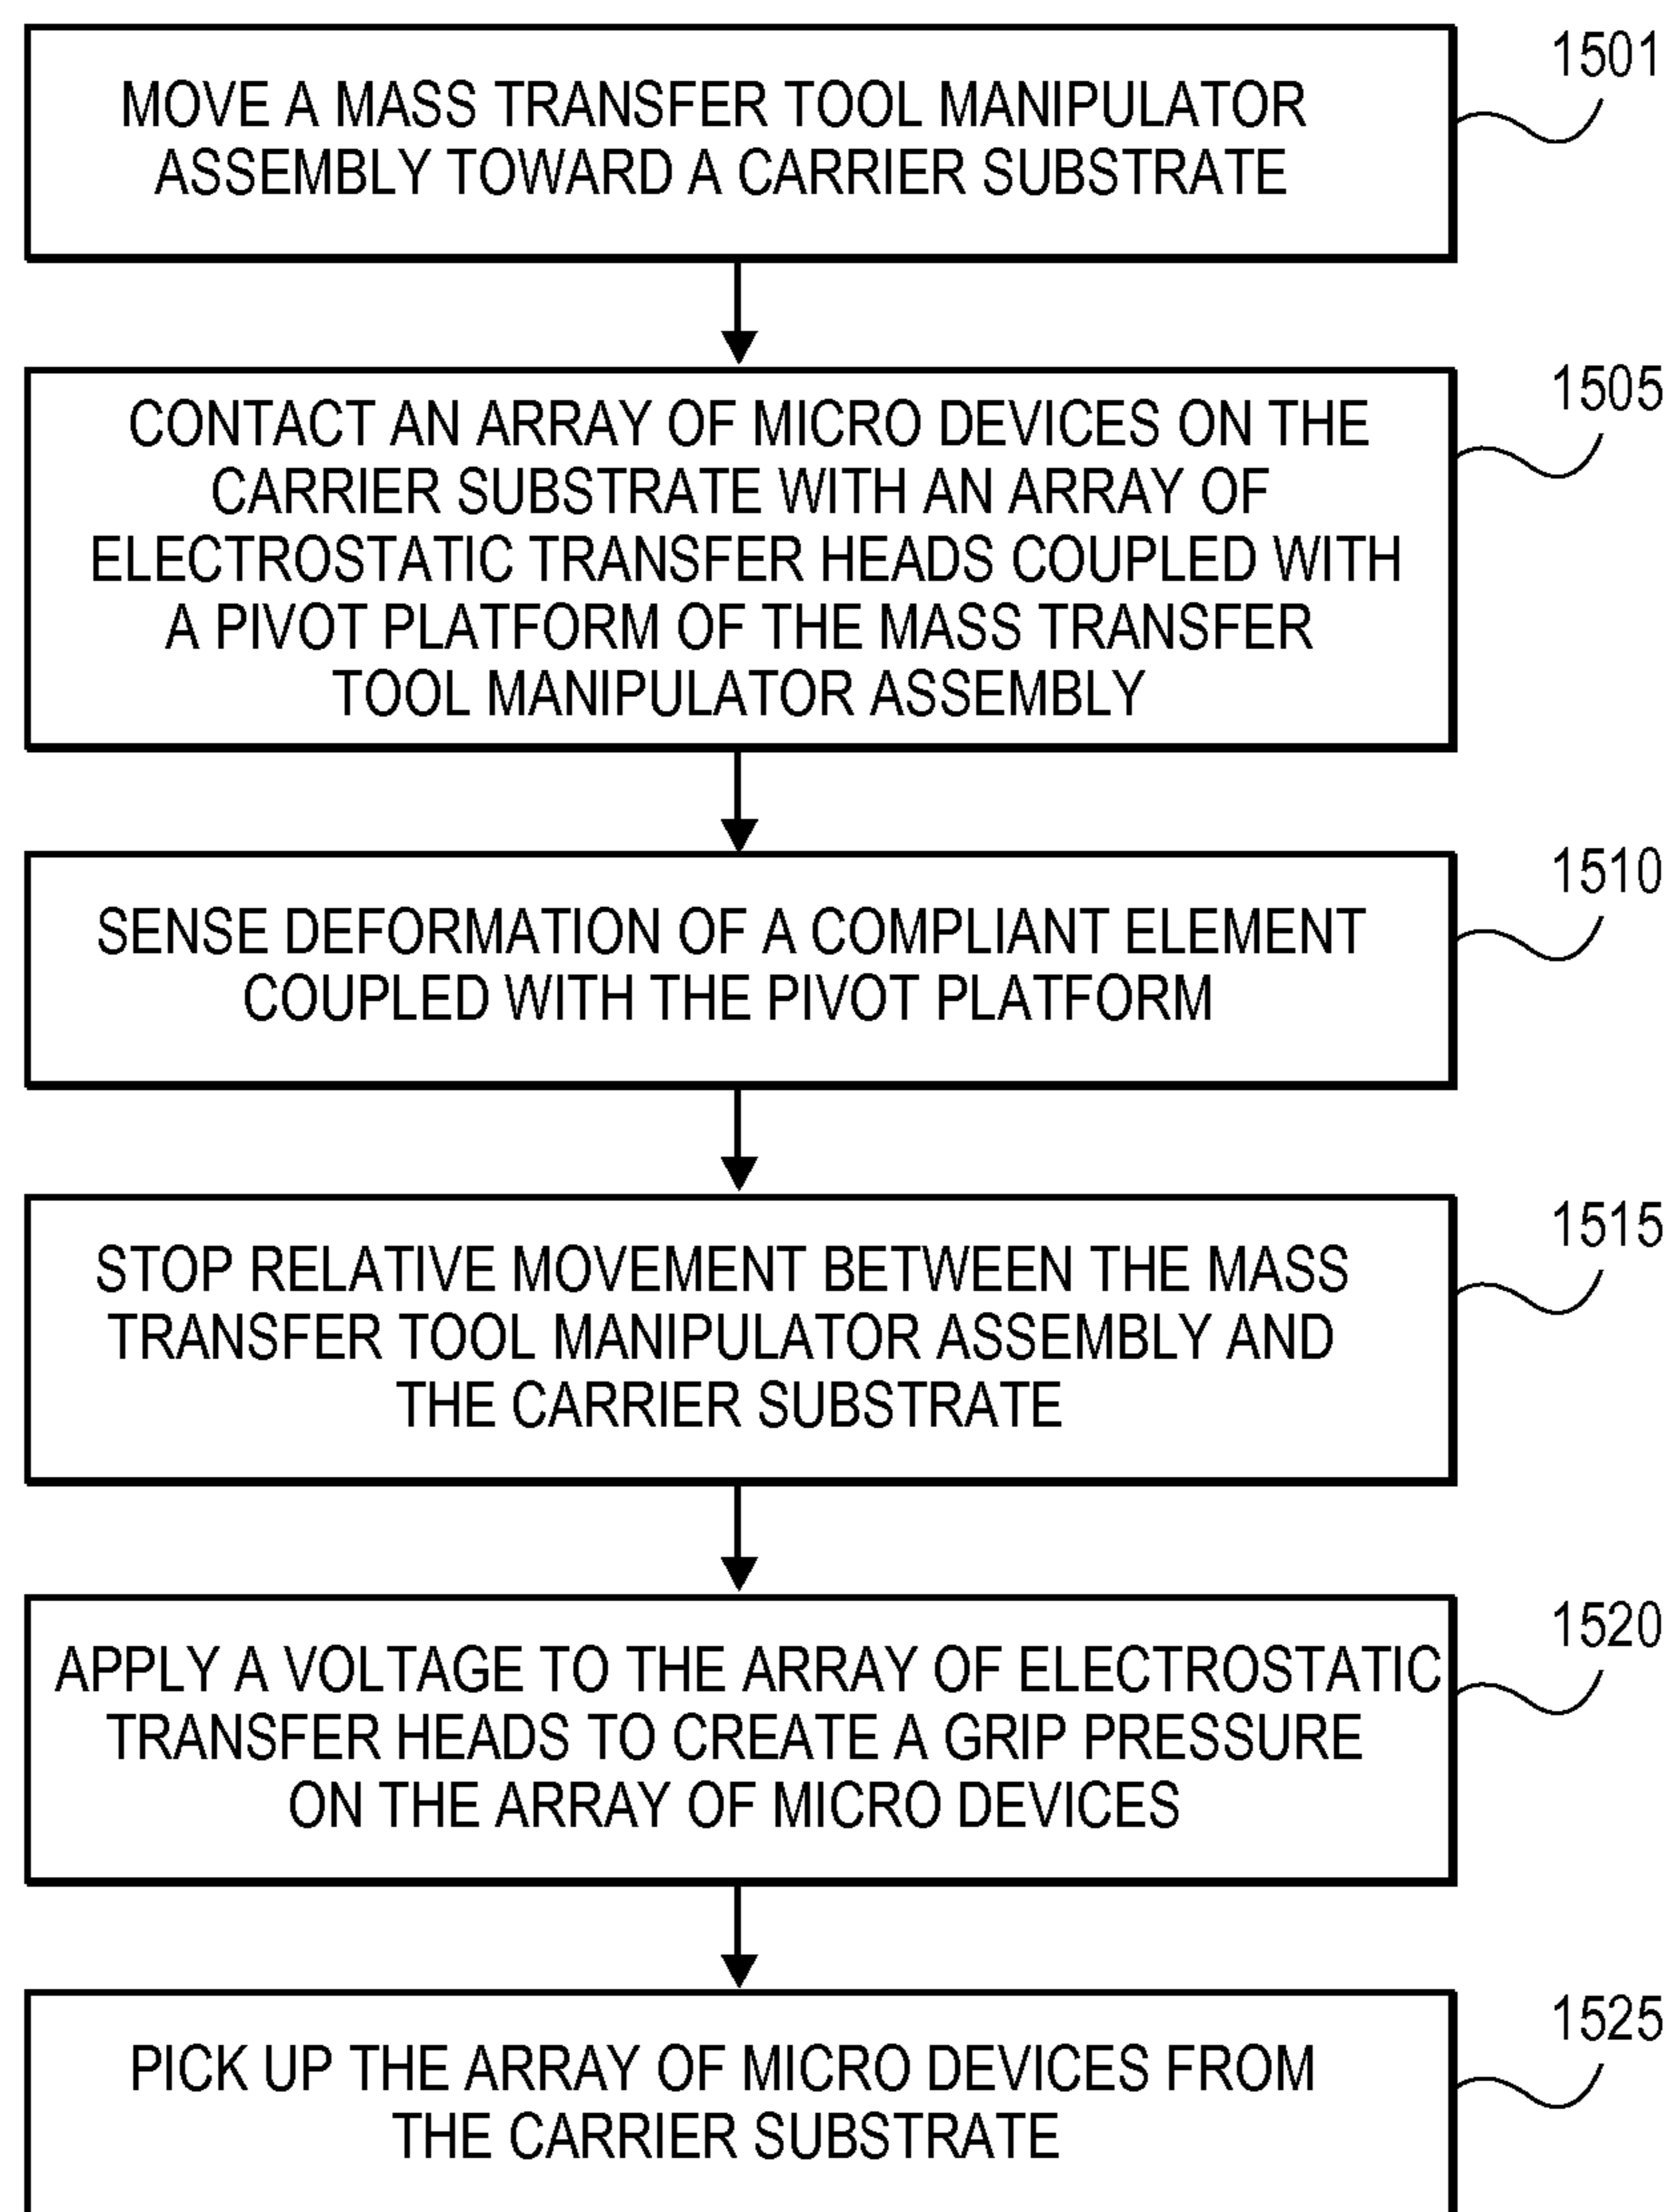 MOVE A MASS TRANSFER TOOL MANIPULATOR
ASSEMBLY TOWARD A CARRIER SUBSTRATE
1501
CONTACT AN ARRAY OF MICRO DEVICES ON THE
CARRIER SUBSTRATE WITH AN ARRAY OF
ELECTROSTATIC TRANSFER HEADS COUPLED WITH
A PIVOT PLATFORM OF THE MASS TRANSFER
TOOL MANIPULATOR ASSEMBLY
1505
SENSE DEFORMATION OF A COMPLIANT ELEMENT
COUPLED WITH THE PIVOT PLATFORM
1510
STOP RELATIVE MOVEMENT BETWEEN THE MASS
TRANSFER TOOL MANIPULATOR ASSEMBLY AND
THE CARRIER SUBSTRATE
1515
APPLY A VOLTAGE TO THE ARRAY OF ELECTROSTATIC
TRANSFER HEADS TO CREATE A GRIP PRESSURE
ON THE ARRAY OF MICRO DEVICES
1520
PICK UP THE ARRAY OF MICRO DEVICES FROM
THE CARRIER SUBSTRATE
1525